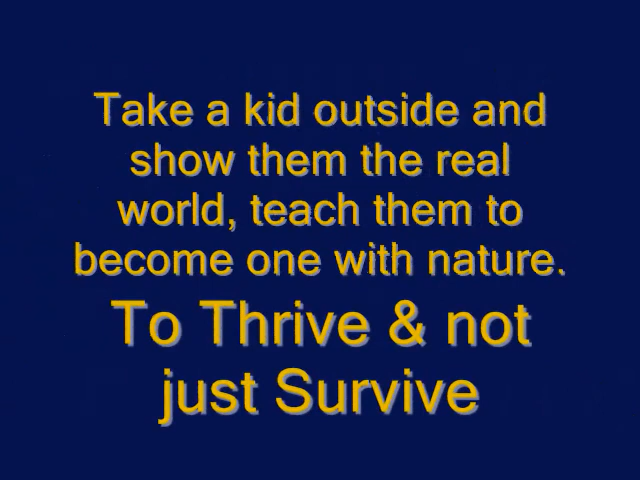 Take a kid outside and
show them the real
world, teach them to
become one with nature.
To Thrive & not
just Survive